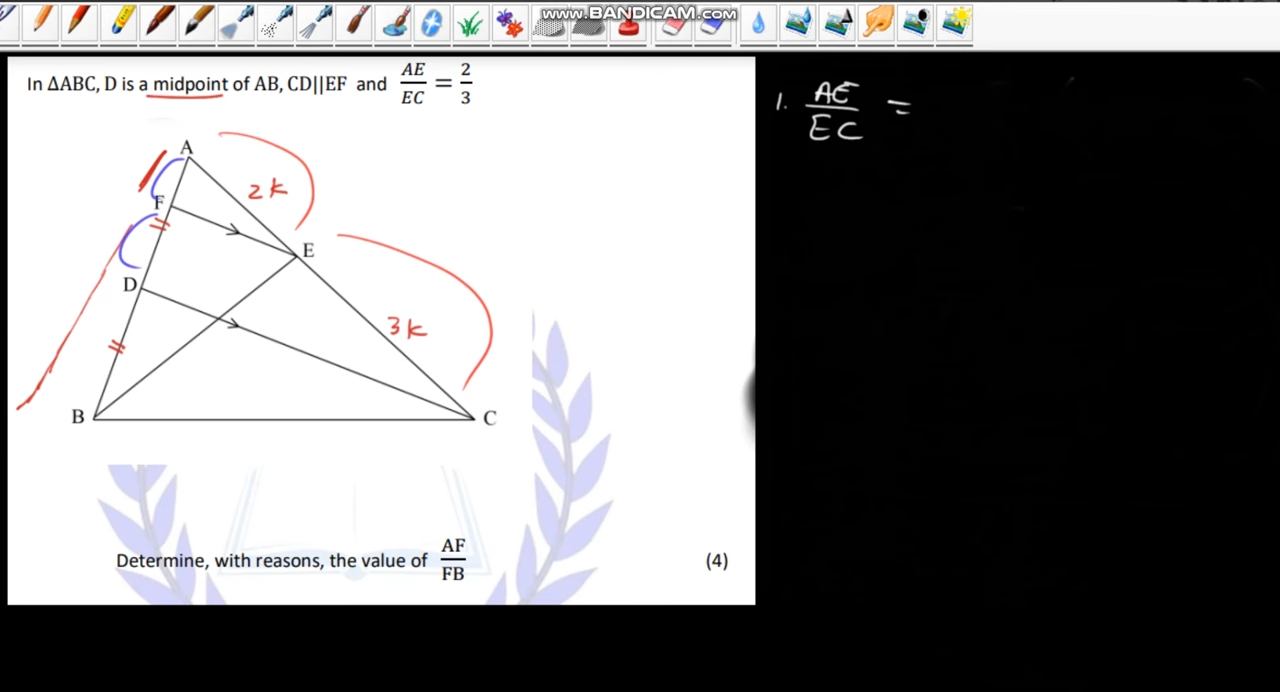 www.BANDICAM.com
In ΔABC, D is a midpoint of AB, CD||EF and AE/EC = 2/3
1. AE/EC =
A
2k
F
E
D
3k
B
C
Determine, with reasons, the value of AF/FB (4)